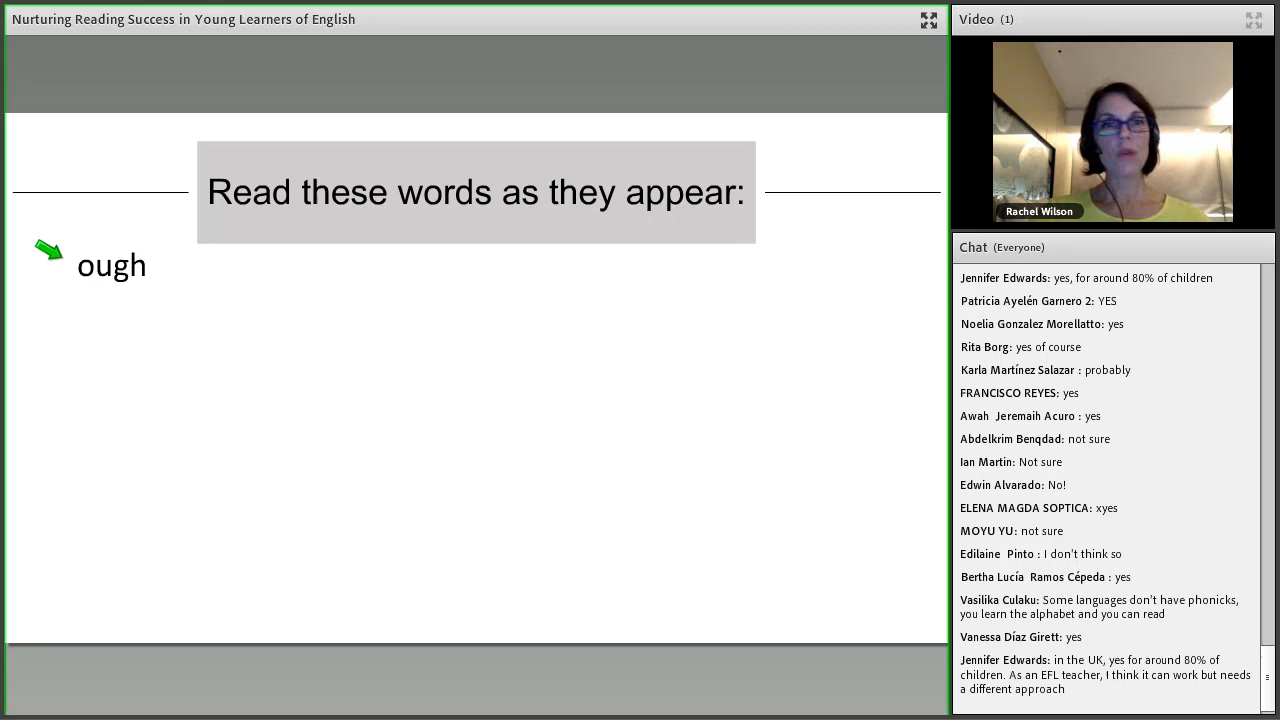 Nurturing Reading Success in Young Learners of English
Read these words as they appear:
ough
Video (1)
Rachel Wilson
Chat (Everyone)
Jennifer Edwards: yes, for around 80% of children
Patricia Ayelén Garnero 2: YES
Noelia Gonzalez Morellatto: yes
Rita Borg: yes of course
Karla Martínez Salazar : probably
FRANCISCO REYES: yes
Awah Jeremaih Acuro : yes
Abdelkrim Benqdad: not sure
Ian Martin: Not sure
Edwin Alvarado: No!
ELENA MAGDA SOPTICA: xyes
MOYU YU: not sure
Edilaine Pinto : I don't think so
Bertha Lucía Ramos Cépeda : yes
Vasilika Culaku: Some languages don't have phonicks,
you learn the alphabet and you can read
Vanessa Díaz Girett: yes
Jennifer Edwards: in the UK, yes for around 80% of
children. As an EFL teacher, I think it can work but needs
a different approach